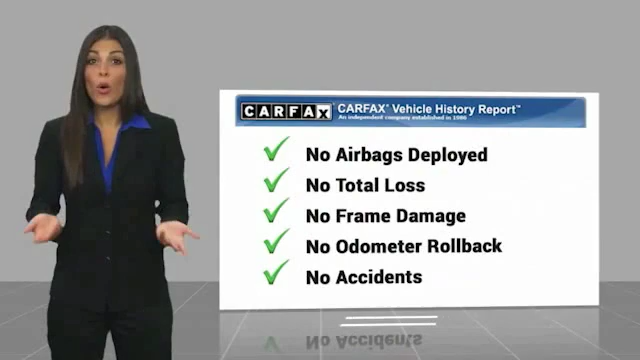 CARFAX CARFAX® Vehicle History Report™
An independent company established in 1986
No Airbags Deployed
No Total Loss
No Frame Damage
No Odometer Rollback
No Accidents